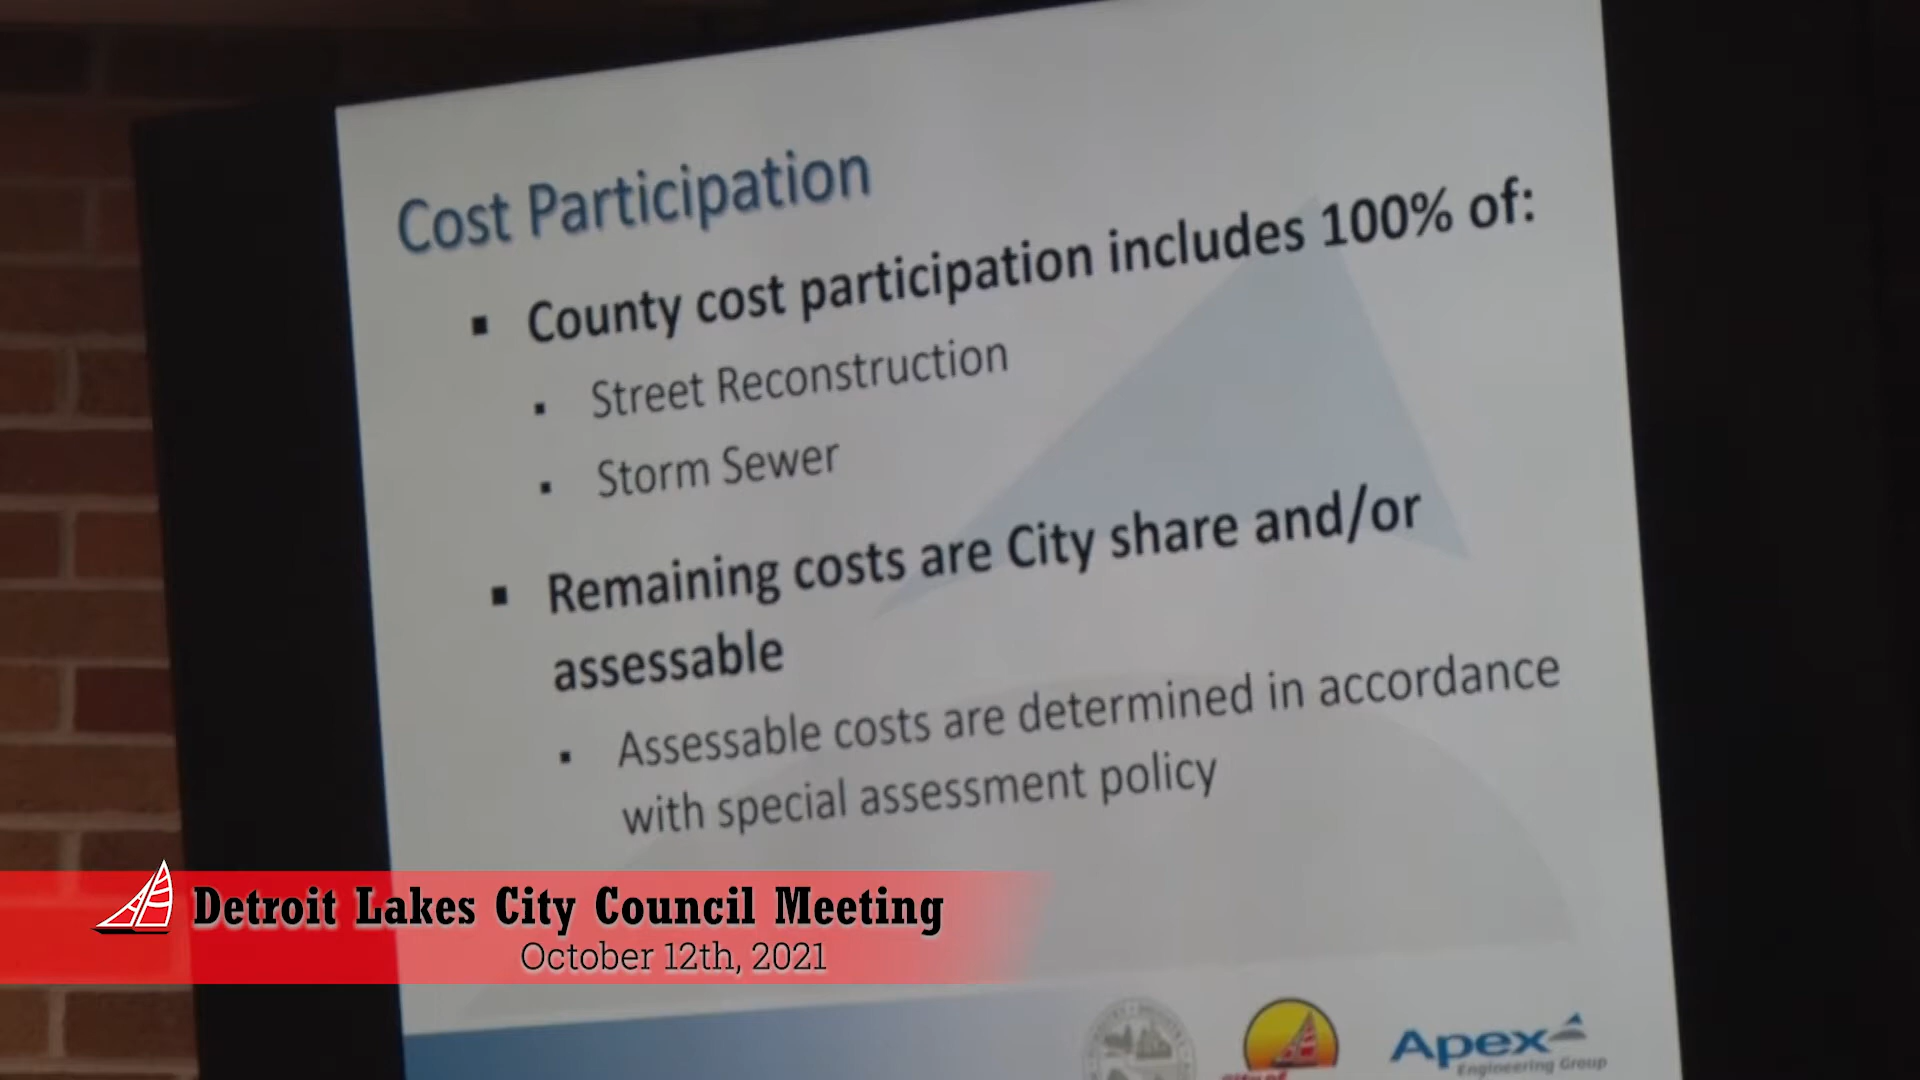 Cost Participation
▪ County cost participation includes 100% of:
▪ Street Reconstruction
▪ Storm Sewer
▪ Remaining costs are City share and/or
assessable
▪ Assessable costs are determined in accordance
with special assessment policy
Detroit Lakes City Council Meeting
October 12th, 2021
City of
Apex
Engineering Group